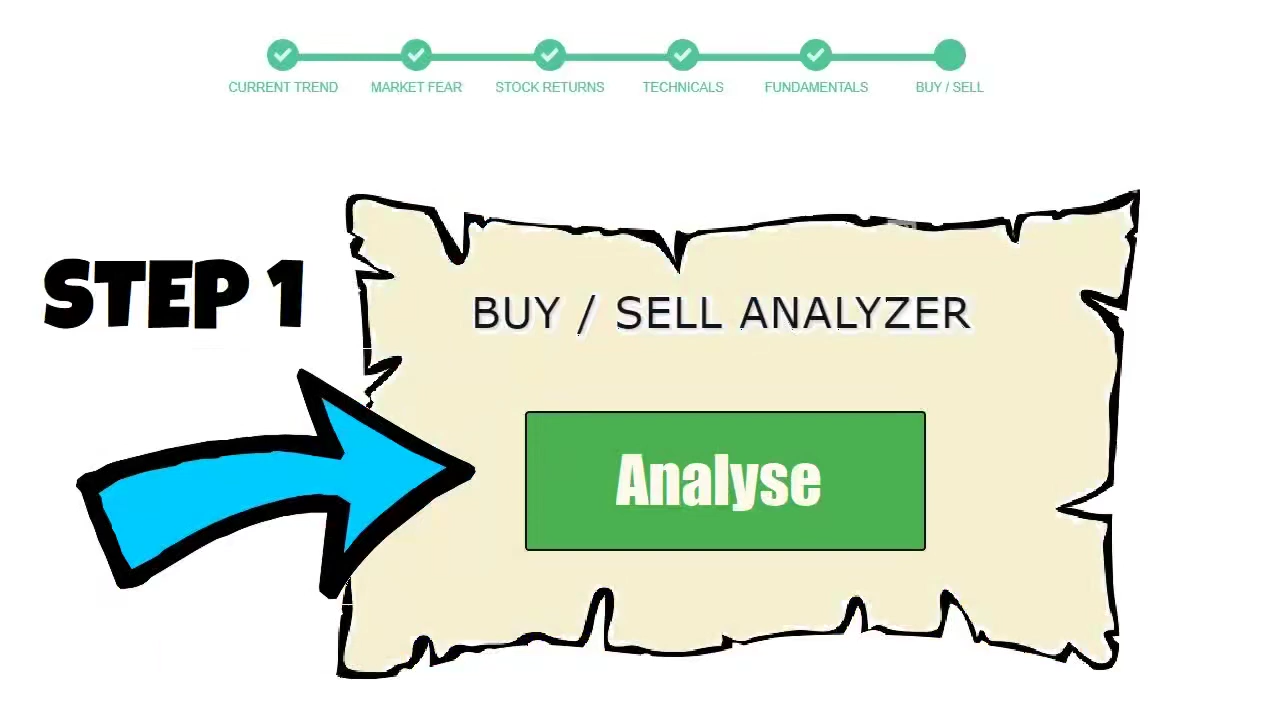 CURRENT TREND MARKET FEAR STOCK RETURNS TECHNICALS FUNDAMENTALS BUY / SELL
STEP 1
BUY / SELL ANALYZER
Analyse